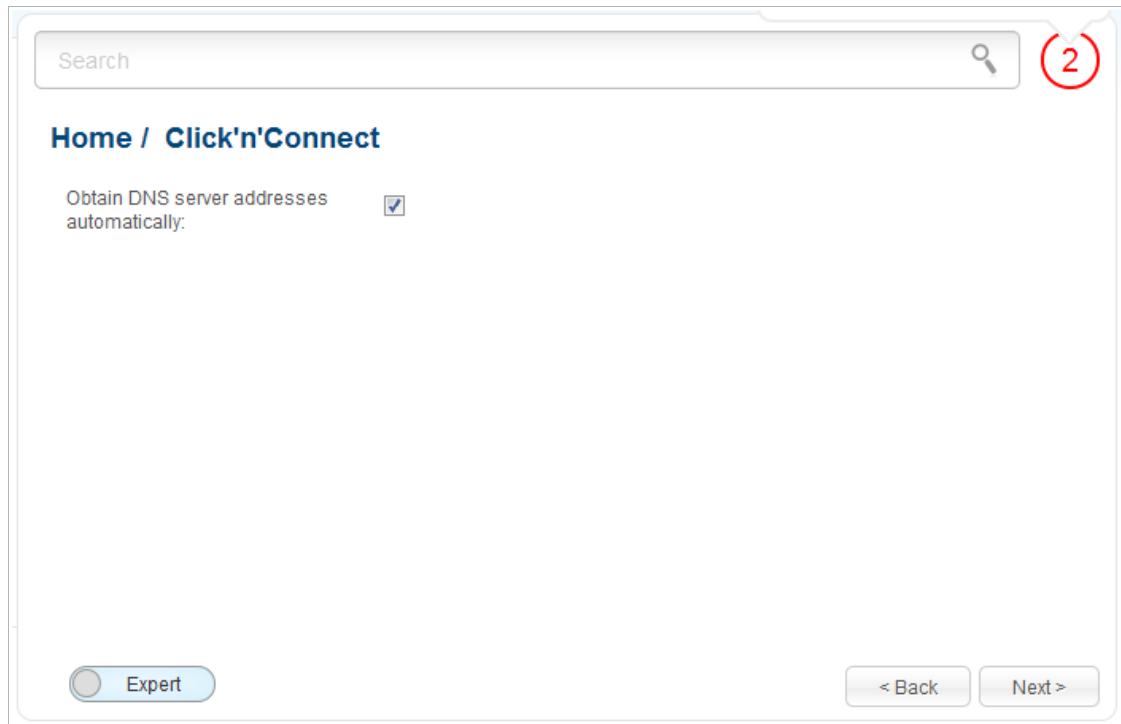 Search
2
Home / Click'n'Connect
Obtain DNS server addresses
automatically:
Expert
< Back
Next >